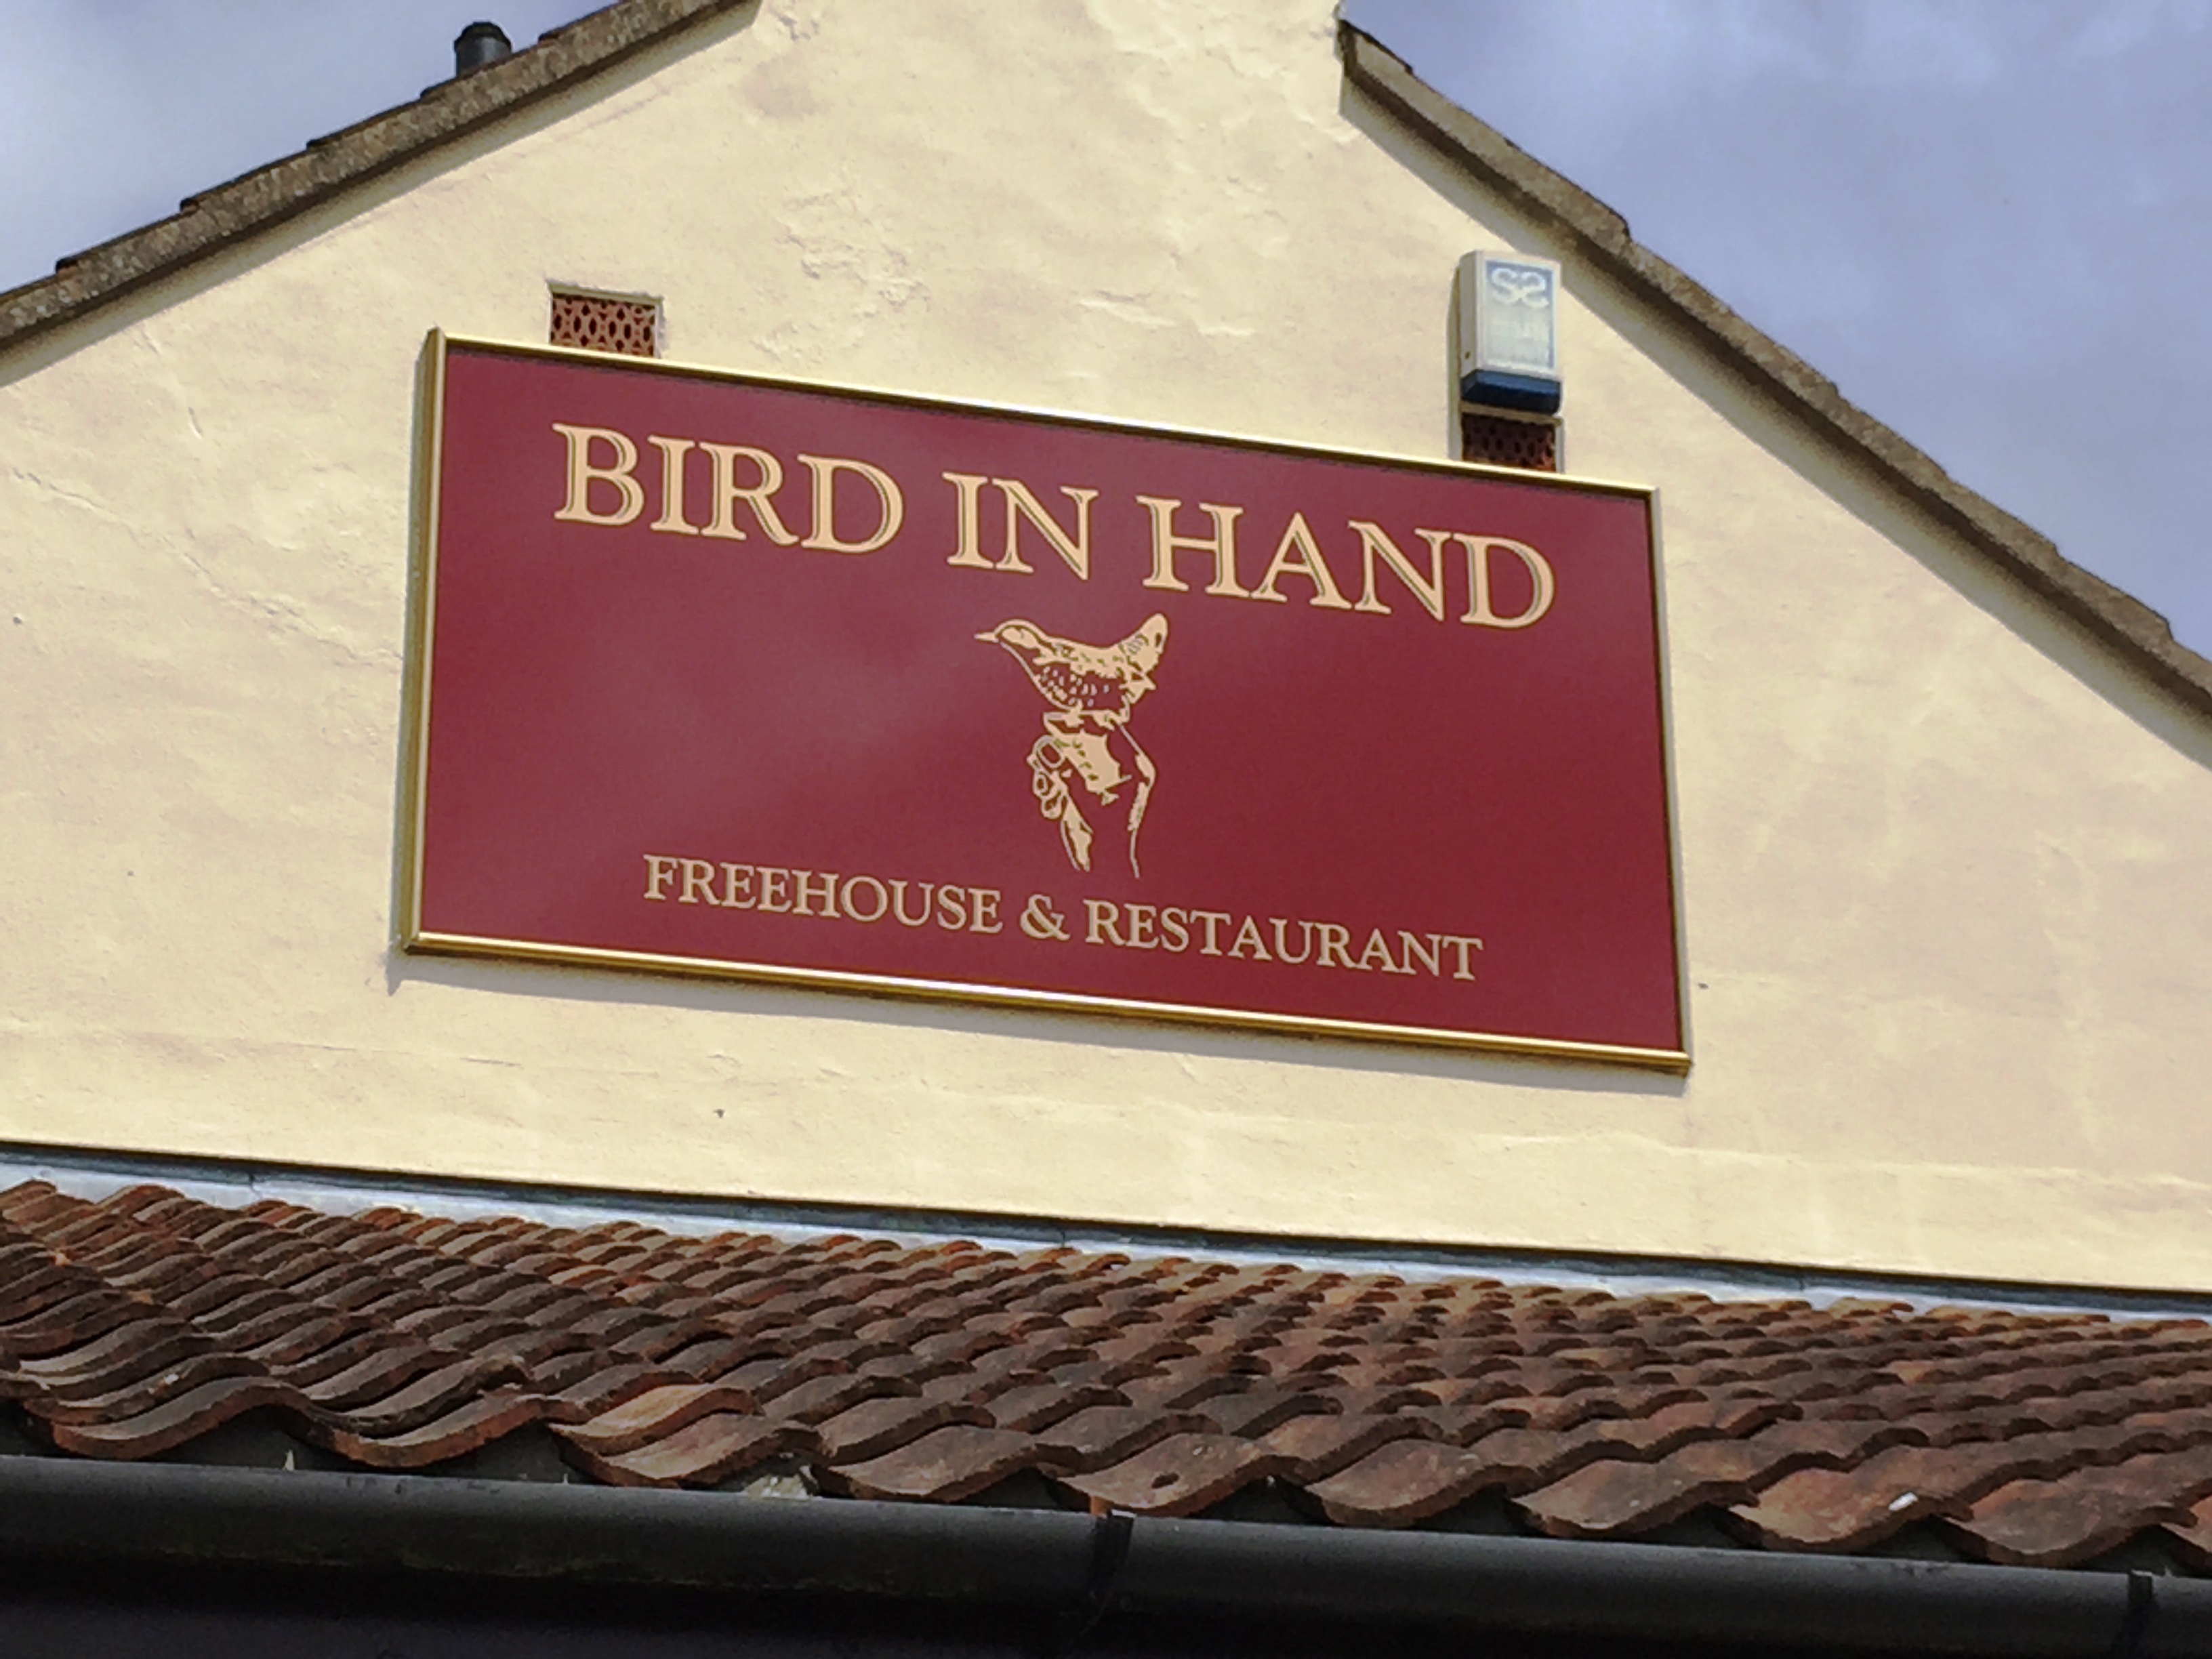 BIRD IN HAND
FREEHOUSE & RESTAURANT